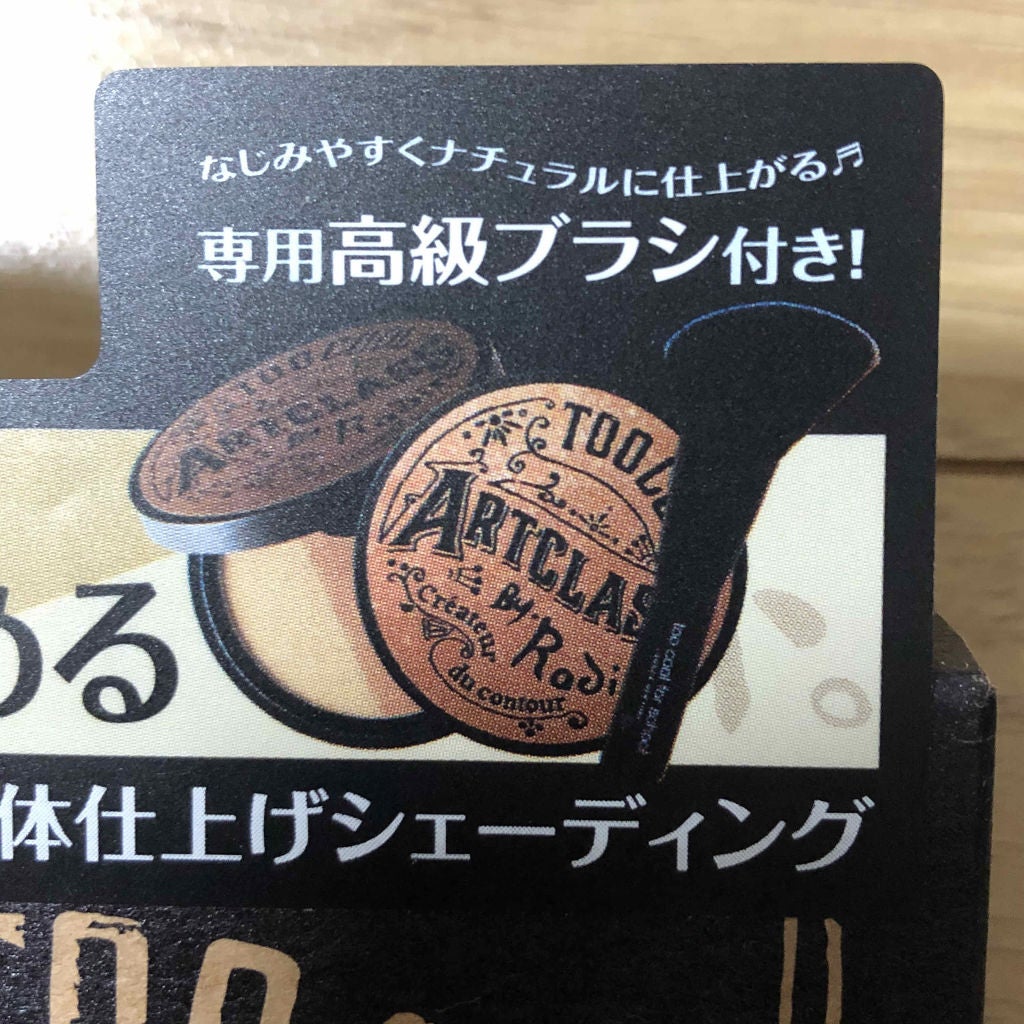 なじみやすくナチュラルに仕上がる♬
専用高級ブラシ付き!
ARTCLASS
TOO
ARTCLAS
BY・Rodi
Créateur
du contour
too cool for school
める
体仕上げシェーディング